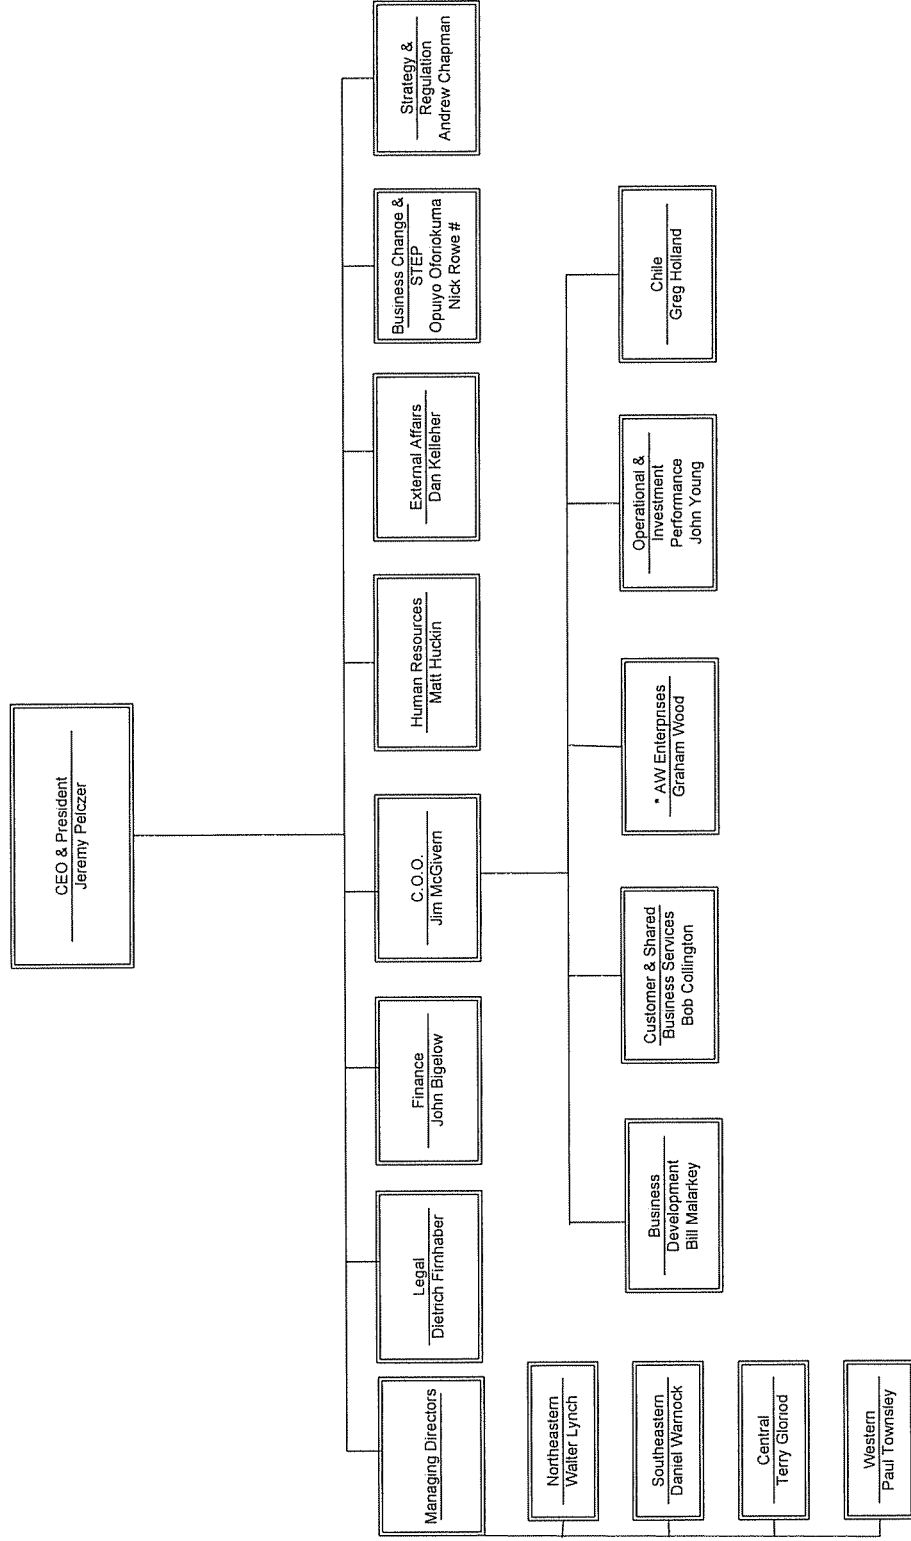 CEO & President
Jeremy Pelczer
Managing Directors
Legal
Dietrich Firnhaber
Finance
John Bigelow
C.O.O.
Jim McGivern
Human Resources
Matt Huckin
External Affairs
Dan Kelleher
Business Change &
STEP
Opuiyo Oforiokuma
Nick Rowe #
Strategy &
Regulation
Andrew Chapman
Northeastern
Walter Lynch
Southeastern
Daniel Warnock
Central
Terry Gloriod
Western
Paul Townsley
Business
Development
Bill Malarkey
Customer & Shared
Business Services
Bob Collington
* AW Enterprises
Graham Wood
Operational &
Investment
Performance
John Young
Chile
Greg Holland